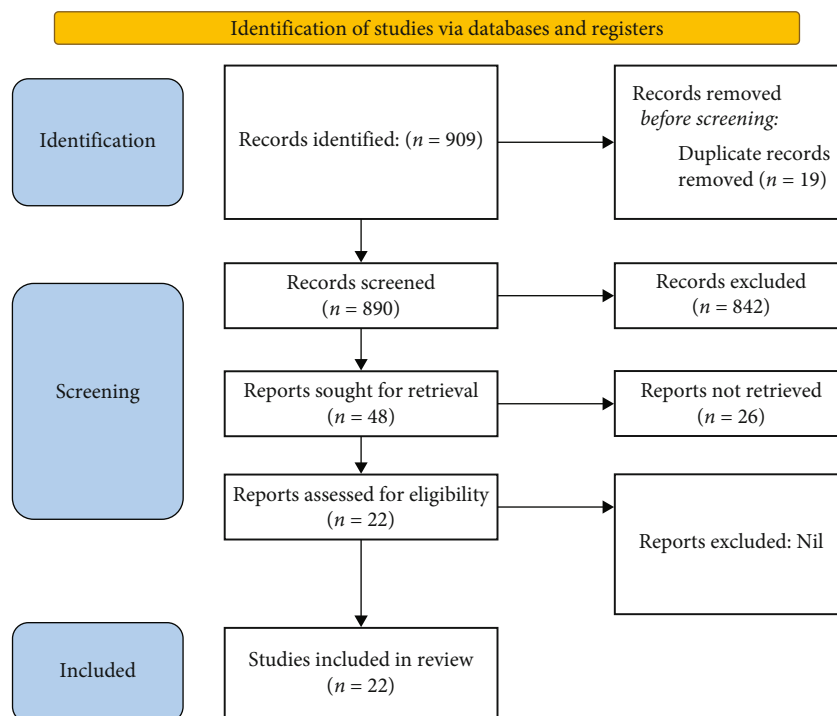 Identification of studies via databases and registers
Identification
Records identified: (n = 909)
Records removed
before screening:
Duplicate records
removed (n = 19)
Screening
Records screened
(n = 890)
Records excluded
(n = 842)
Reports sought for retrieval
(n = 48)
Reports not retrieved
(n = 26)
Reports assessed for eligibility
(n = 22)
Reports excluded: Nil
Included
Studies included in review
(n = 22)